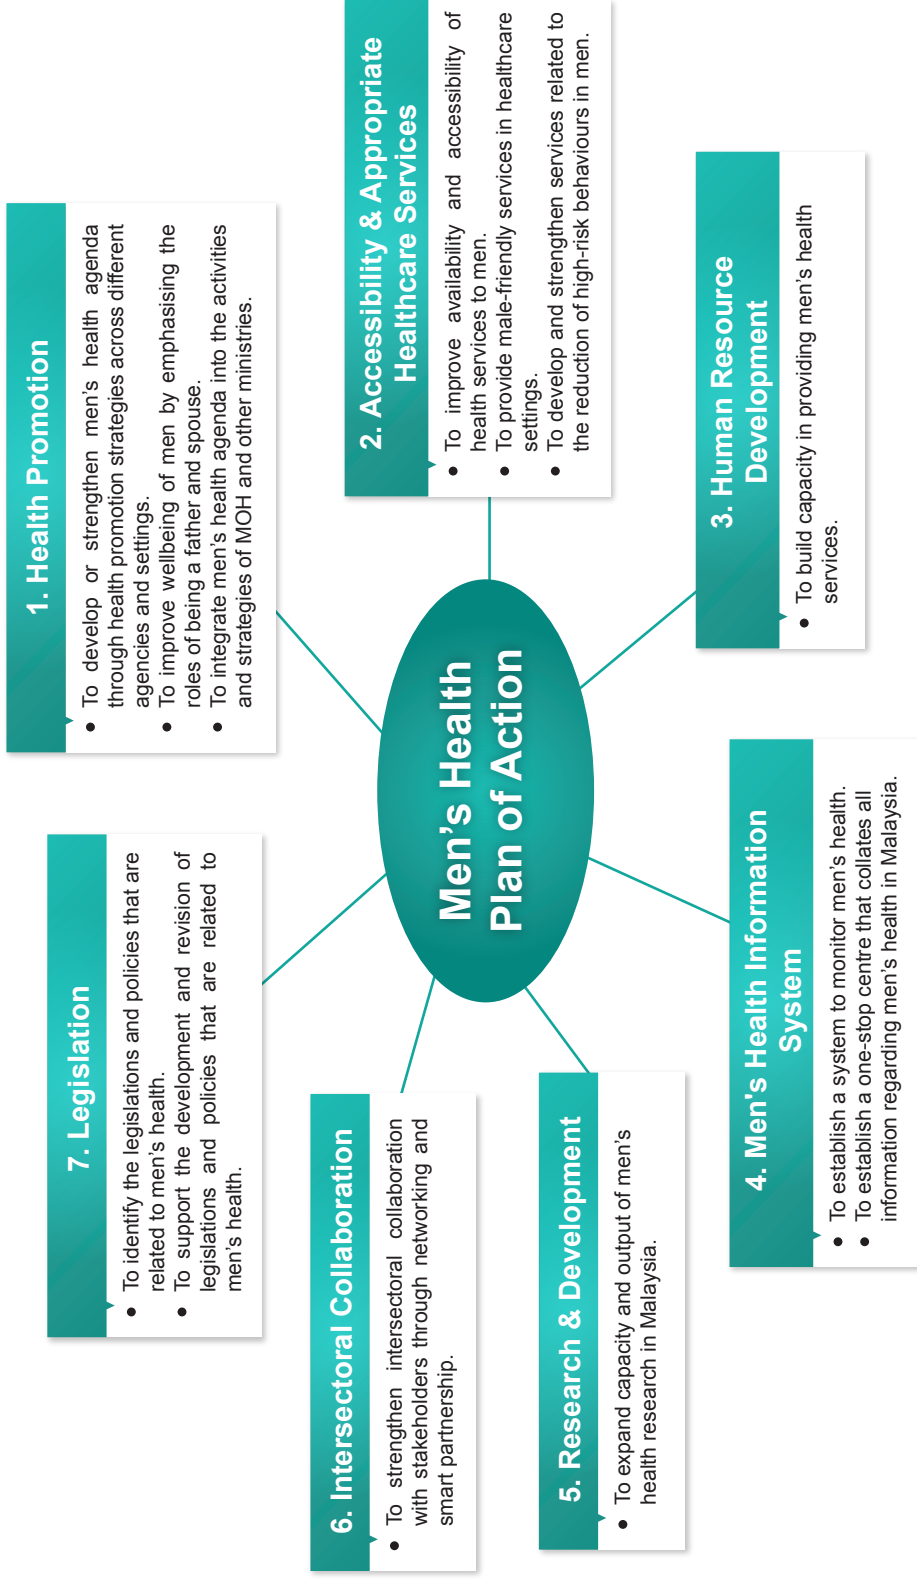 Men’s Health
Plan of Action
1. Health Promotion
• To develop or strengthen men’s health agenda
through health promotion strategies across different
agencies and settings.
• To improve wellbeing of men by emphasising the
roles of being a father and spouse.
• To integrate men’s health agenda into the activities
and strategies of MOH and other ministries.
2. Accessibility & Appropriate
Healthcare Services
• To improve availability and accessibility of
health services to men.
• To provide male-friendly services in healthcare
settings.
• To develop and strengthen services related to
the reduction of high-risk behaviours in men.
3. Human Resource
Development
• To build capacity in providing men’s health
services.
4. Men's Health Information
System
• To establish a system to monitor men’s health.
• To establish a one-stop centre that collates all
information regarding men’s health in Malaysia.
5. Research & Development
• To expand capacity and output of men’s
health research in Malaysia.
6. Intersectoral Collaboration
• To strengthen intersectoral collaboration
with stakeholders through networking and
smart partnership.
7. Legislation
• To identify the legislations and policies that are
related to men’s health.
• To support the development and revision of
legislations and policies that are related to
men’s health.